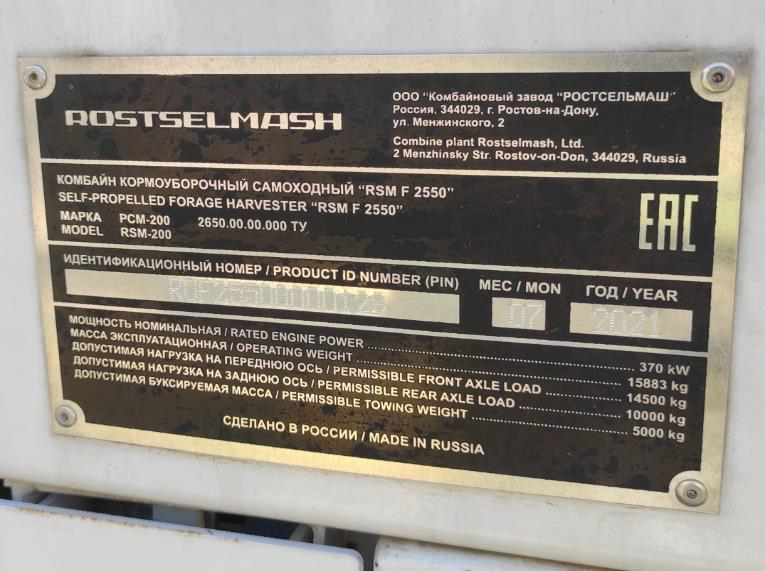 ROSTSELMASH
ООО "Комбайновый завод "РОСТСЕЛЬМАШ"
Россия, 344029, г. Ростов-на-Дону,
ул. Менжинского, 2
Combine plant Rostselmash, Ltd.
2 Menzhinsky Str. Rostov-on-Don, 344029, Russia
КОМБАЙН КОРМОУБОРОЧНЫЙ САМОХОДНЫЙ "RSM F 2550"
SELF-PROPELLED FORAGE HARVESTER "RSM F 2550"
МАРКА РСМ-200 2650.00.00.000 ТУ
MODEL RSM-200
EAC
ИДЕНТИФИКАЦИОННЫЙ НОМЕР / PRODUCT ID NUMBER (PIN)
МЕС / MON
07
ГОД / YEAR
2021
МОЩНОСТЬ НОМИНАЛЬНАЯ / RATED ENGINE POWER 370 kW
МАССА ЭКСПЛУАТАЦИОННАЯ / OPERATING WEIGHT 15883 kg
ДОПУСТИМАЯ НАГРУЗКА НА ПЕРЕДНЮЮ ОСЬ / PERMISSIBLE FRONT AXLE LOAD 14500 kg
ДОПУСТИМАЯ НАГРУЗКА НА ЗАДНЮЮ ОСЬ / PERMISSIBLE REAR AXLE LOAD 10000 kg
ДОПУСТИМАЯ БУКСИРУЕМАЯ МАССА / PERMISSIBLE TOWING WEIGHT 5000 kg
СДЕЛАНО В РОССИИ / MADE IN RUSSIA